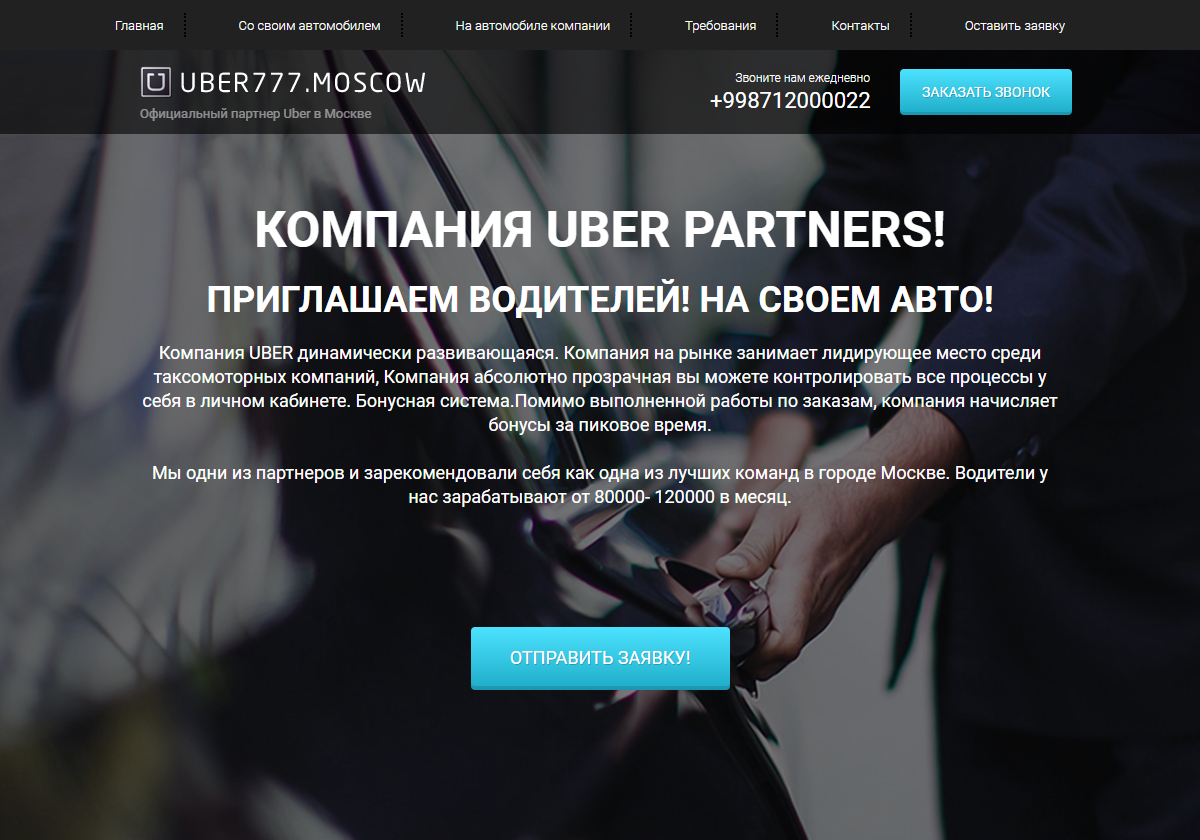 Главная
Со своим автомобилем
На автомобиле компании
Требования
Контакты
Оставить заявку
UBER777.MOSCOW
Официальный партнер Uber в Москве
Звоните нам ежедневно
+998712000022
ЗАКАЗАТЬ ЗВОНОК
КОМПАНИЯ UBER PARTNERS!
ПРИГЛАШАЕМ ВОДИТЕЛЕЙ! НА СВОЕМ АВТО!
Компания UBER динамически развивающаяся. Компания на рынке занимает лидирующее место среди
таксомоторных компаний, Компания абсолютно прозрачная вы можете контролировать все процессы у
себя в личном кабинете. Бонусная система.Помимо выполненной работы по заказам, компания начисляет
бонусы за пиковое время.
Мы одни из партнеров и зарекомендовали себя как одна из лучших команд в городе Москве. Водители у
нас зарабатывают от 80000- 120000 в месяц.
ОТПРАВИТЬ ЗАЯВКУ!